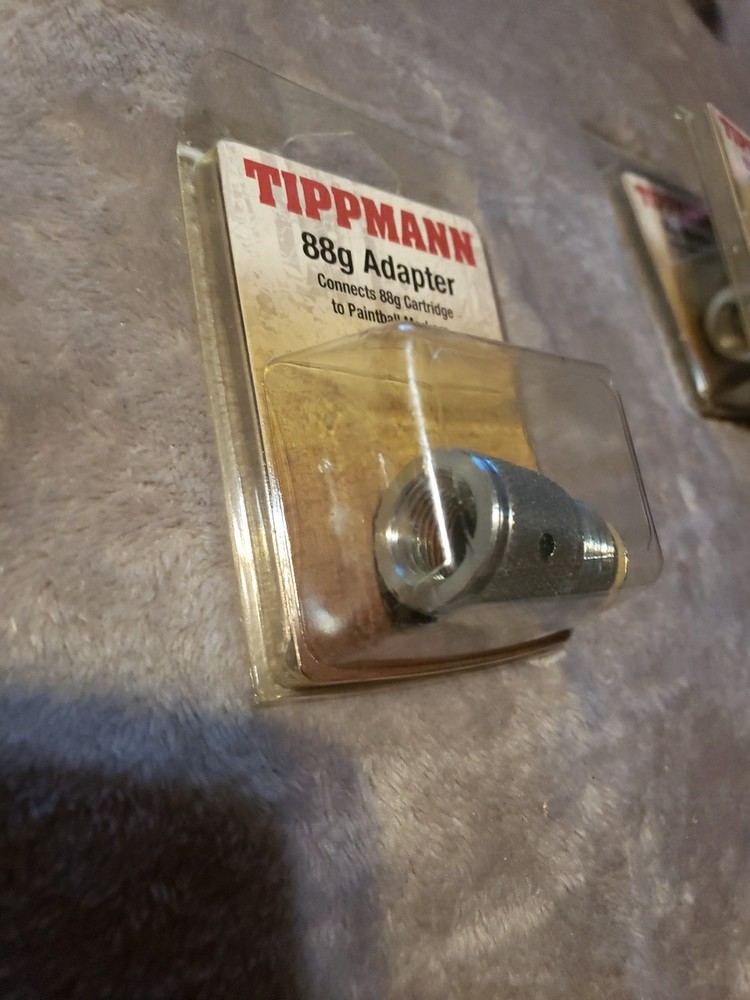 TIPPMANN
88g Adapter
Connects 88g Cartridge
to Paintball